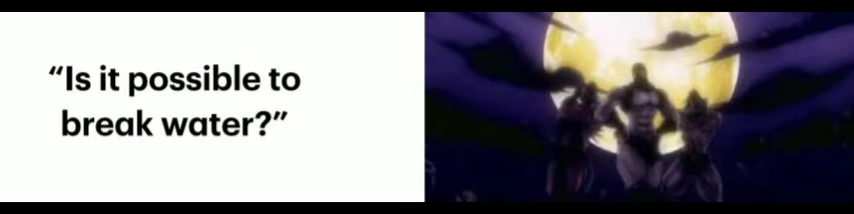 “Is it possible to
break water?”